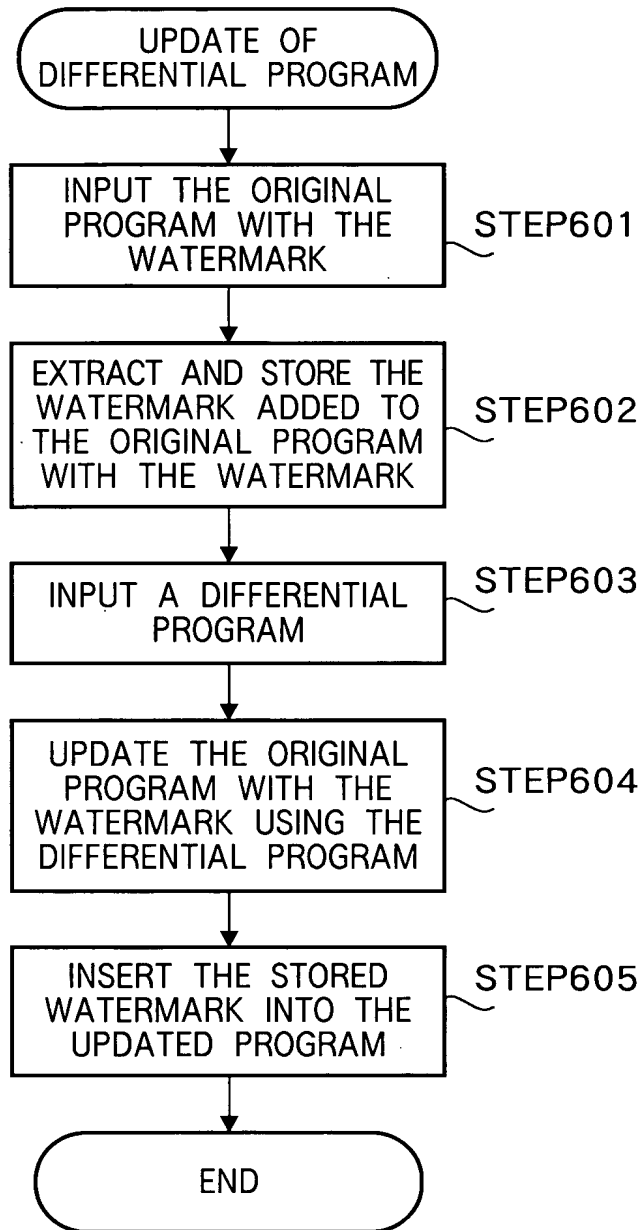 UPDATE OF
DIFFERENTIAL PROGRAM
INPUT THE ORIGINAL
PROGRAM WITH THE
WATERMARK
STEP601
EXTRACT AND STORE THE
WATERMARK ADDED TO
THE ORIGINAL PROGRAM
WITH THE WATERMARK
STEP602
INPUT A DIFFERENTIAL
PROGRAM
STEP603
UPDATE THE ORIGINAL
PROGRAM WITH THE
WATERMARK USING THE
DIFFERENTIAL PROGRAM
STEP604
INSERT THE STORED
WATERMARK INTO THE
UPDATED PROGRAM
STEP605
END